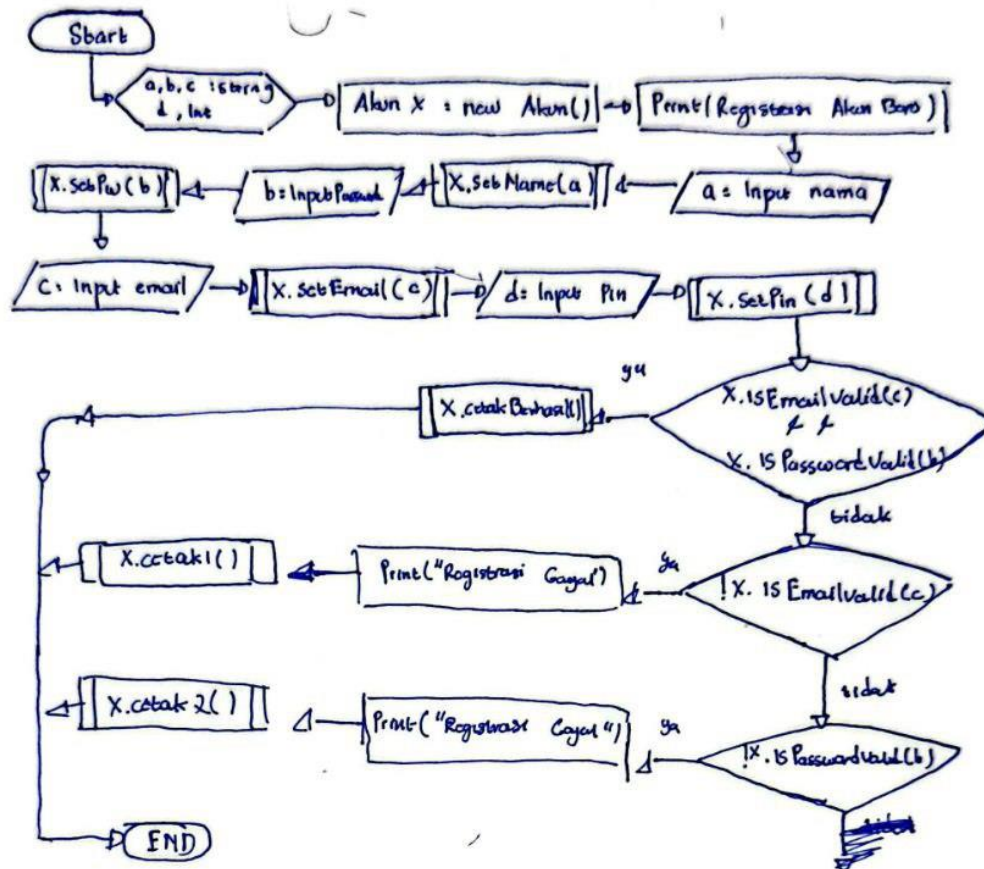 Start
a, b, c : string
d, Int
Akun X = new Akun()
Print(Registrasi Akun Baru)
a = Input nama
X.SetName(a)
b = Input Password
X.SetPw(b)
C = Input email
X.SetEmail(c)
d = Input Pin
X.SetPin(d)
X.ISEmailValid(c)
&&
X.ISPasswordValid(b)
ya
X.cetakBerhasil()
tidak
!X.ISEmailValid(c)
ya
Print("Registrasi Gagal")
X.cetak1()
tidak
!X.ISPasswordValid(b)
ya
Print("Registrasi Gagal")
X.cetak2()
END